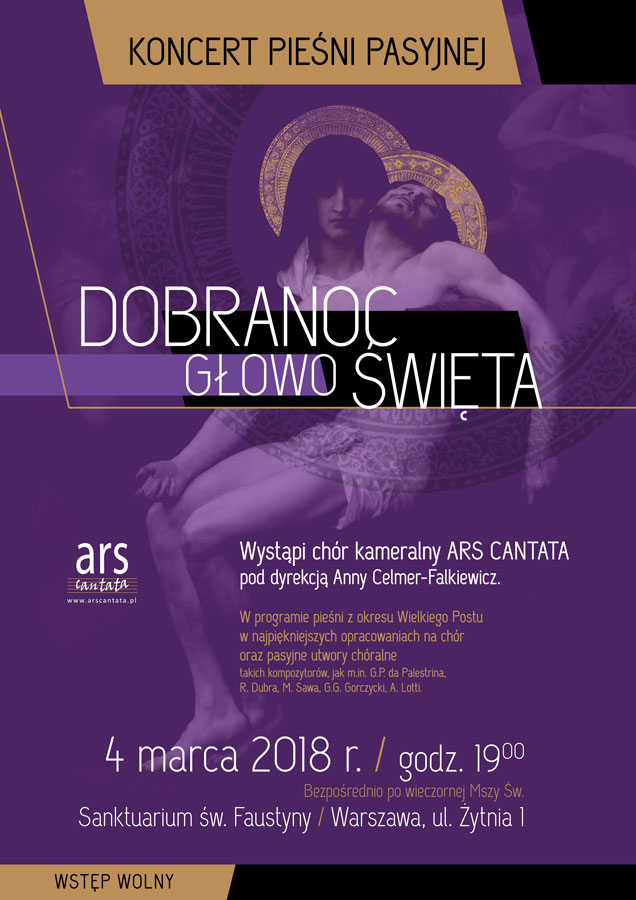 KONCERT PIEŚNI PASYJNEJ
DOBRANOC
GŁOWO ŚWIĘTA
ars
cantata
www.arscantata.pl
Wystąpi chór kameralny ARS CANTATA
pod dyrekcją Anny Celmer-Falkiewicz.
W programie pieśni z okresu Wielkiego Postu
w najpiękniejszych opracowaniach na chór
oraz pasyjne utwory chóralne
takich kompozytorów, jak m.in. G.P. da Palestrina,
R. Dubra, M. Sawa, G.G. Gorczycki, A. Lotti.
4 marca 2018 r. / godz. 19⁰⁰
Bezpośrednio po wieczornej Mszy Św.
Sanktuarium św. Faustyny / Warszawa, ul. Żytnia 1
WSTĘP WOLNY